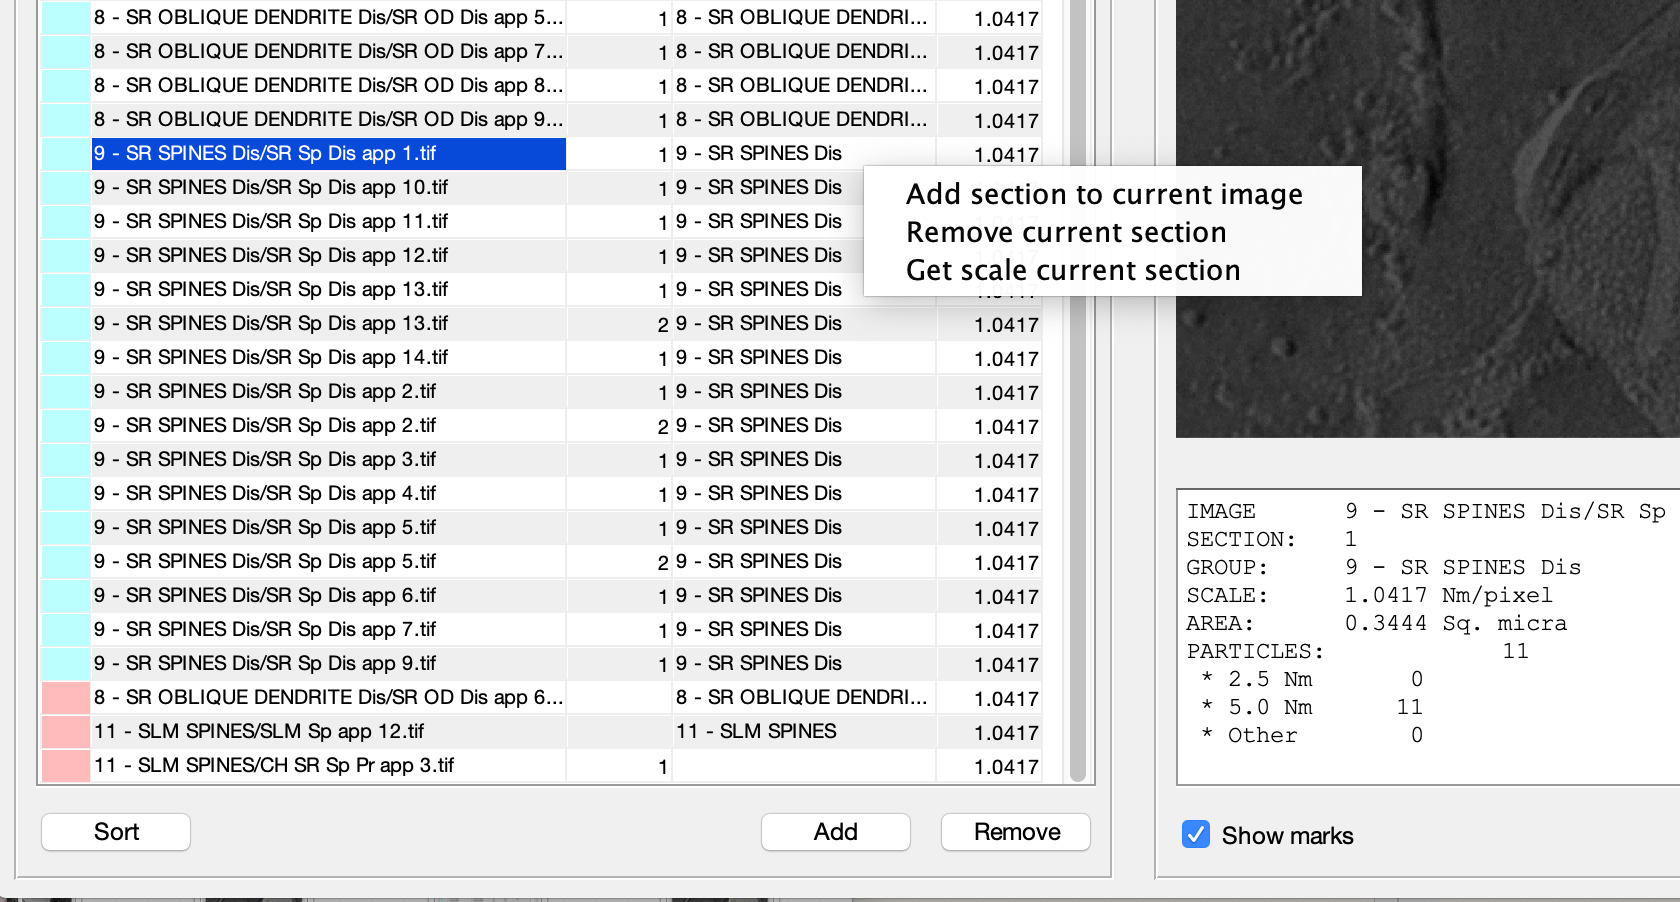 8 - SR OBLIQUE DENDRITE Dis/SR OD Dis app 5... 1 8 - SR OBLIQUE DENDRI... 1.0417
8 - SR OBLIQUE DENDRITE Dis/SR OD Dis app 7... 1 8 - SR OBLIQUE DENDRI... 1.0417
8 - SR OBLIQUE DENDRITE Dis/SR OD Dis app 8... 1 8 - SR OBLIQUE DENDRI... 1.0417
8 - SR OBLIQUE DENDRITE Dis/SR OD Dis app 9... 1 8 - SR OBLIQUE DENDRI... 1.0417
9 - SR SPINES Dis/SR Sp Dis app 1.tif 1 9 - SR SPINES Dis 1.0417
9 - SR SPINES Dis/SR Sp Dis app 10.tif 1 9 - SR SPINES Dis
9 - SR SPINES Dis/SR Sp Dis app 11.tif 1 9 - SR SPINES Dis
9 - SR SPINES Dis/SR Sp Dis app 12.tif 1 9 - SR SPINES Dis
9 - SR SPINES Dis/SR Sp Dis app 13.tif 1 9 - SR SPINES Dis
9 - SR SPINES Dis/SR Sp Dis app 13.tif 2 9 - SR SPINES Dis 1.0417
9 - SR SPINES Dis/SR Sp Dis app 14.tif 1 9 - SR SPINES Dis 1.0417
9 - SR SPINES Dis/SR Sp Dis app 2.tif 1 9 - SR SPINES Dis 1.0417
9 - SR SPINES Dis/SR Sp Dis app 2.tif 2 9 - SR SPINES Dis 1.0417
9 - SR SPINES Dis/SR Sp Dis app 3.tif 1 9 - SR SPINES Dis 1.0417
9 - SR SPINES Dis/SR Sp Dis app 4.tif 1 9 - SR SPINES Dis 1.0417
9 - SR SPINES Dis/SR Sp Dis app 5.tif 1 9 - SR SPINES Dis 1.0417
9 - SR SPINES Dis/SR Sp Dis app 5.tif 2 9 - SR SPINES Dis 1.0417
9 - SR SPINES Dis/SR Sp Dis app 6.tif 1 9 - SR SPINES Dis 1.0417
9 - SR SPINES Dis/SR Sp Dis app 7.tif 1 9 - SR SPINES Dis 1.0417
9 - SR SPINES Dis/SR Sp Dis app 9.tif 1 9 - SR SPINES Dis 1.0417
8 - SR OBLIQUE DENDRITE Dis/SR OD Dis app 6... 8 - SR OBLIQUE DENDRI... 1.0417
11 - SLM SPINES/SLM Sp app 12.tif 11 - SLM SPINES 1.0417
11 - SLM SPINES/CH SR Sp Pr app 3.tif 1 1.0417
Sort Add Remove
Add section to current image
Remove current section
Get scale current section
IMAGE 9 - SR SPINES Dis/SR Sp
SECTION: 1
GROUP: 9 - SR SPINES Dis
SCALE: 1.0417 Nm/pixel
AREA: 0.3444 Sq. micra
PARTICLES: 11
* 2.5 Nm 0
* 5.0 Nm 11
* Other 0
Show marks